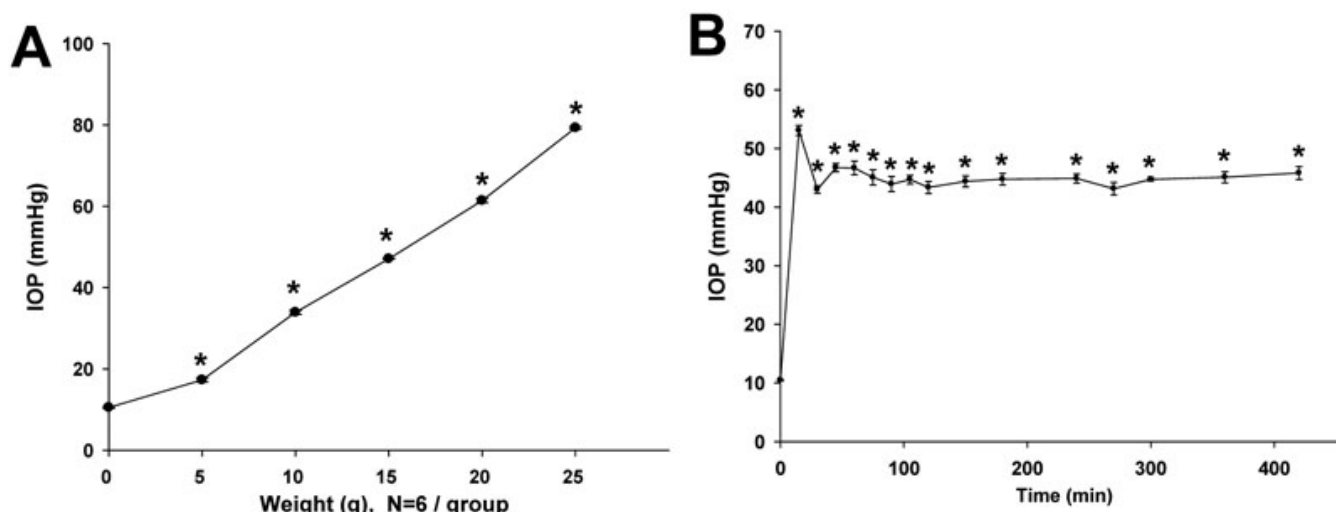 A
IOP (mmHg)
100
80
60
40
20
0
* * * * *
0 5 10 15 20 25
Weight (g), N=6 / group
B
IOP (mmHg)
70
60
50
40
30
20
10
0
* * * * * * * * * * * * * * *
0 100 200 300 400
Time (min)